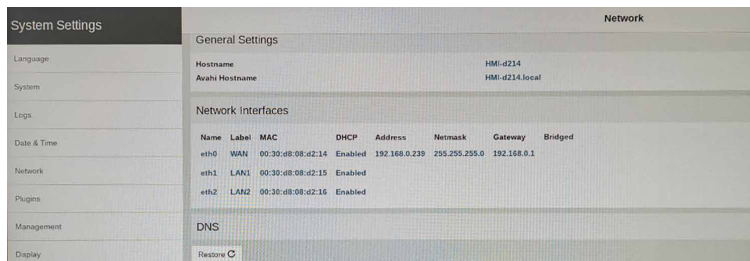 System Settings
Network
Language
System
Logs
Date & Time
Network
Plugins
Management
Display
General Settings
Hostname HMI-d214
Avahi Hostname HMI-d214.local
Network Interfaces
Name Label MAC DHCP Address Netmask Gateway Bridged
eth0 WAN 00:30:d8:08:d2:14 Enabled 192.168.0.239 255.255.255.0 192.168.0.1
eth1 LAN1 00:30:d8:08:d2:15 Enabled
eth2 LAN2 00:30:d8:08:d2:16 Enabled
DNS
Restore